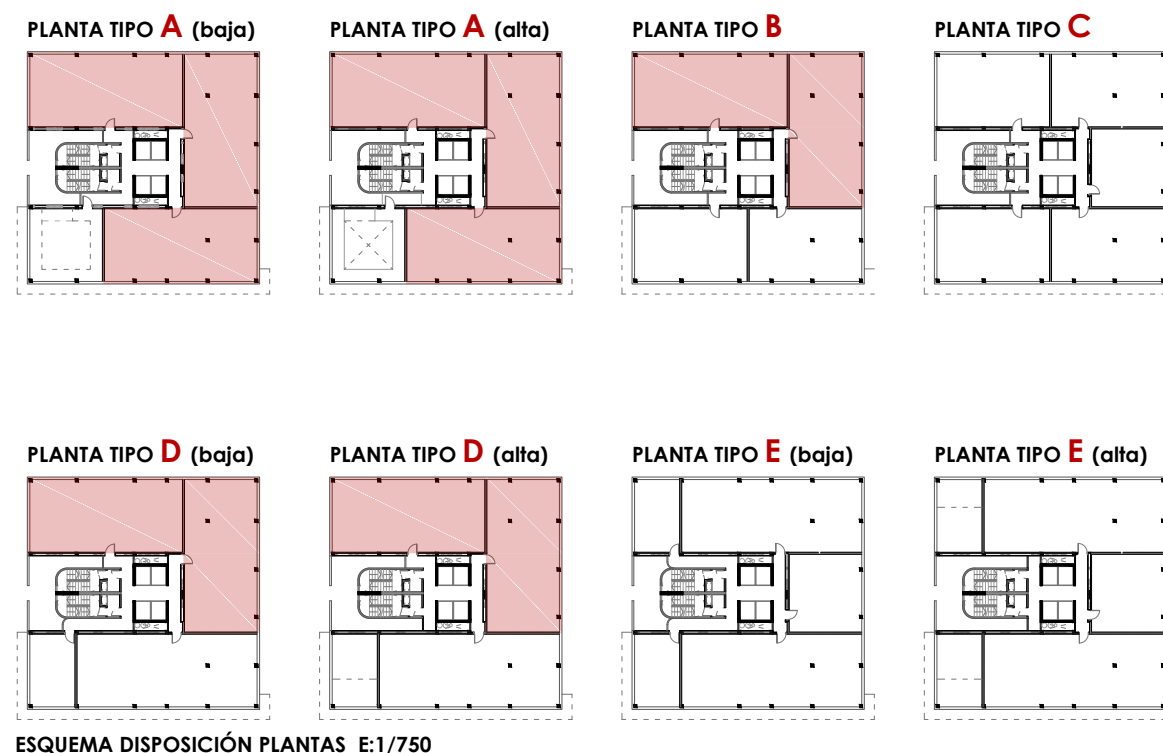 PLANTA TIPO A (baja)
PLANTA TIPO A (alta)
PLANTA TIPO B
PLANTA TIPO C
PLANTA TIPO D (baja)
PLANTA TIPO D (alta)
PLANTA TIPO E (baja)
PLANTA TIPO E (alta)
ESQUEMA DISPOSICIÓN PLANTAS E:1/750